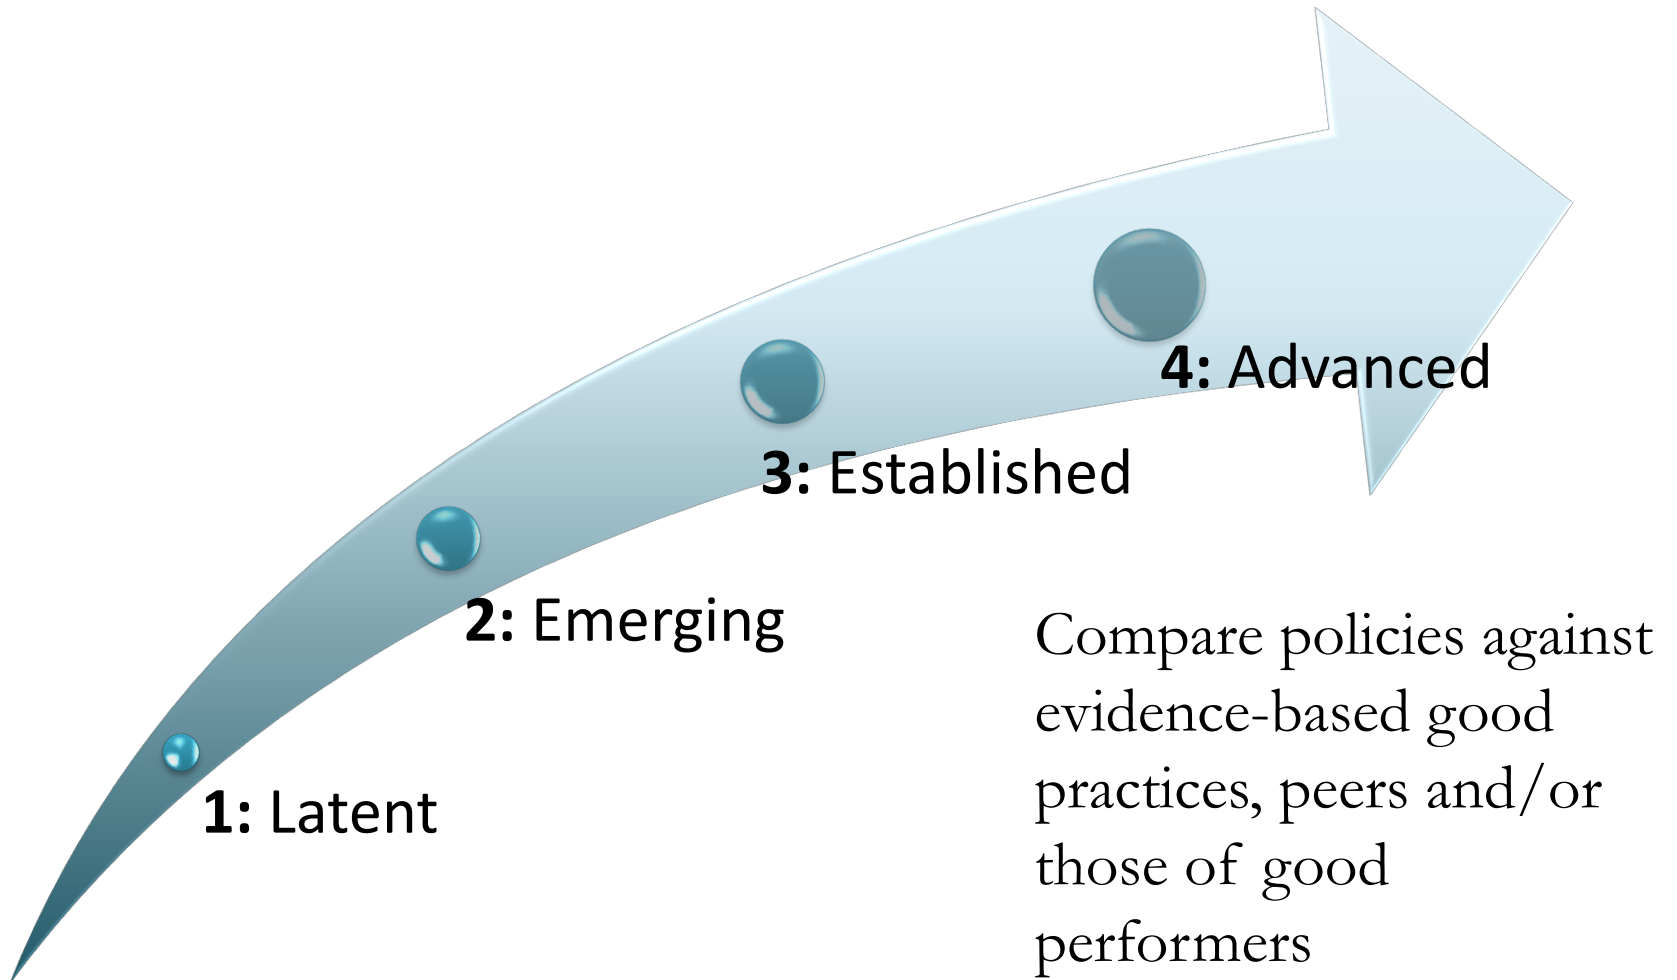 4: Advanced
3: Established
2: Emerging
1: Latent
Compare policies against
evidence-based good
practices, peers and/or
those of good
performers